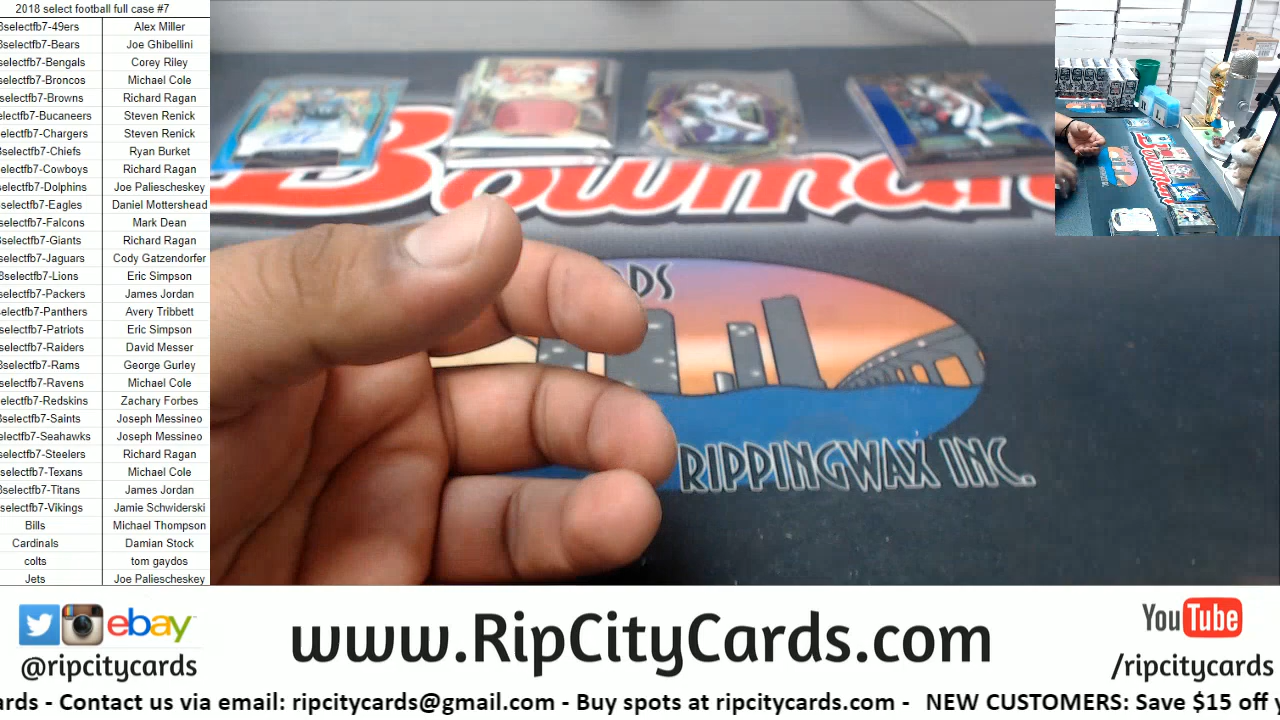 2018 select football full case #7
8selectfb7-49ers Alex Miller
8selectfb7-Bears Joe Ghibellini
selectfb7-Bengals Corey Riley
selectfb7-Broncos Michael Cole
selectfb7-Browns Richard Ragan
electfb7-Bucaneers Steven Renick
electfb7-Chargers Steven Renick
8selectfb7-Chiefs Ryan Burket
electfb7-Cowboys Richard Ragan
selectfb7-Dolphins Joe Paliescheskey
selectfb7-Eagles Daniel Mottershead
selectfb7-Falcons Mark Dean
8selectfb7-Giants Richard Ragan
selectfb7-Jaguars Cody Gatzendorfer
8selectfb7-Lions Eric Simpson
selectfb7-Packers James Jordan
electfb7-Panthers Avery Tribbett
selectfb7-Patriots Eric Simpson
selectfb7-Raiders David Messer
8selectfb7-Rams George Gurley
selectfb7-Ravens Michael Cole
electfb7-Redskins Zachary Forbes
8selectfb7-Saints Joseph Messineo
electfb7-Seahawks Joseph Messineo
selectfb7-Steelers Richard Ragan
selectfb7-Texans Michael Cole
8selectfb7-Titans James Jordan
selectfb7-Vikings Jamie Schwiderski
Bills Michael Thompson
Cardinals Damian Stock
colts tom gaydos
Jets Joe Paliescheskey
Bowman
RDS
RIPPINGWAX INC.
ebay
@ripcitycards
www.RipCityCards.com
YouTube
/ripcitycards
ards - Contact us via email: ripcitycards@gmail.com - Buy spots at ripcitycards.com - NEW CUSTOMERS: Save $15 off